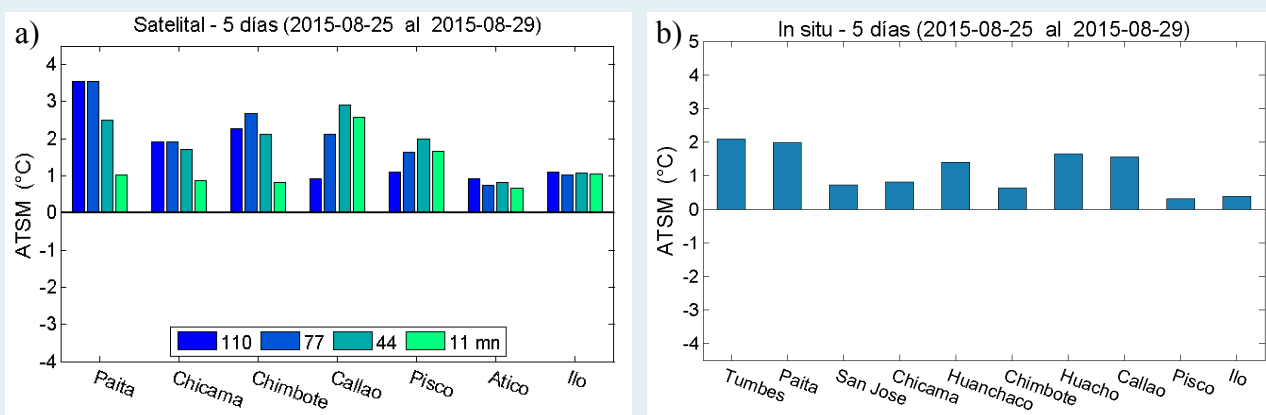 a)
Satelital - 5 días (2015-08-25 al 2015-08-29)
ATSM (°C)
4
3
2
1
0
-1
-2
-3
-4
110 77 44 11 mn
Paita Chicama Chimbote Callao Pisco Atico Ilo
b)
In situ - 5 días (2015-08-25 al 2015-08-29)
ATSM (°C)
5
4
3
2
1
0
-1
-2
-3
-4
Tumbes Paita San Jose Chicama Huanchaco Chimbote Huacho Callao Pisco Ilo